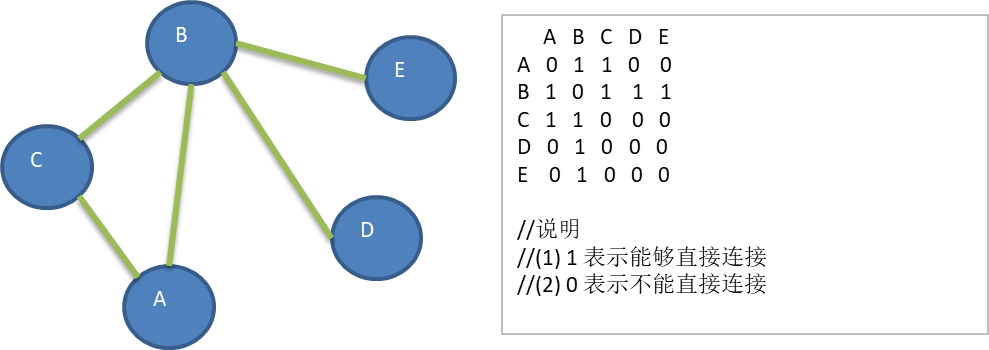 B
E
C
D
A
A B C D E
A 0 1 1 0 0
B 1 0 1 1 1
C 1 1 0 0 0
D 0 1 0 0 0
E 0 1 0 0 0
//说明
//(1) 1 表示能够直接连接
//(2) 0 表示不能直接连接